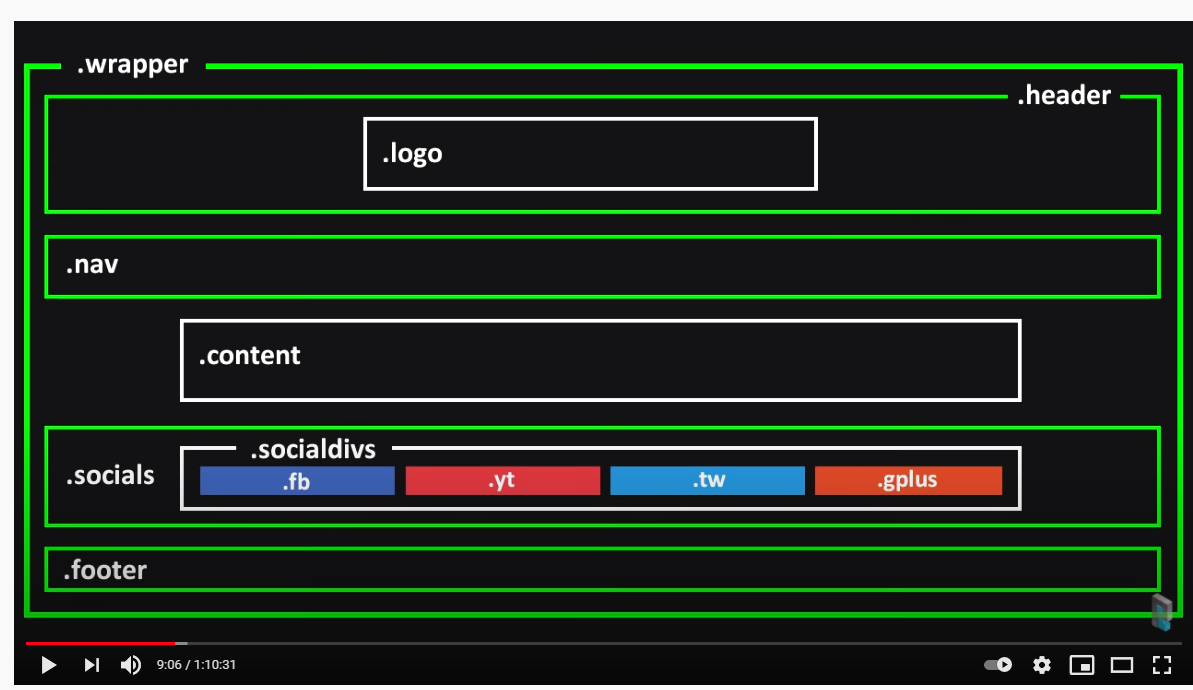 .wrapper
.header
.logo
.nav
.content
.socialdivs
.socials
.fb
.yt
.tw
.gplus
.footer
9:06 / 1:10:31